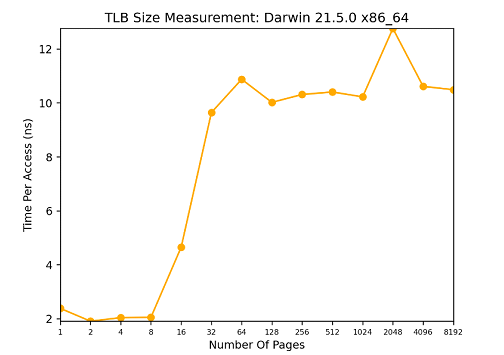 TLB Size Measurement: Darwin 21.5.0 x86_64
Time Per Access (ns)
12
10
8
6
4
2
1 2 4 8 16 32 64 128 256 512 1024 2048 4096 8192
Number Of Pages